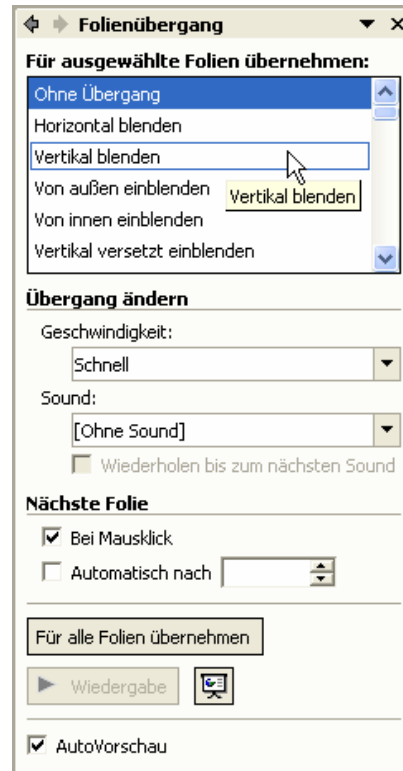 Folienübergang
Für ausgewählte Folien übernehmen:
Ohne Übergang
Horizontal blenden
Vertikal blenden
Von außen einblenden
Vertikal blenden
Von innen einblenden
Vertikal versetzt einblenden
Übergang ändern
Geschwindigkeit:
Schnell
Sound:
[Ohne Sound]
Wiederholen bis zum nächsten Sound
Nächste Folie
Bei Mausklick
Automatisch nach
Für alle Folien übernehmen
Wiedergabe
AutoVorschau